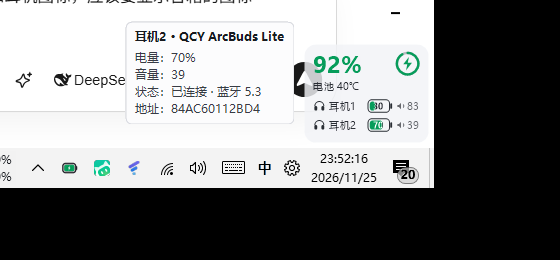 耳机2 · QCY ArcBuds Lite
电量：70%
音量：39
状态：已连接 · 蓝牙 5.3
地址：84AC60112BD4
DeepSe
92%
电池 40℃
耳机1 80 83
耳机2 70 39
中
23:52:16
2026/11/25
20